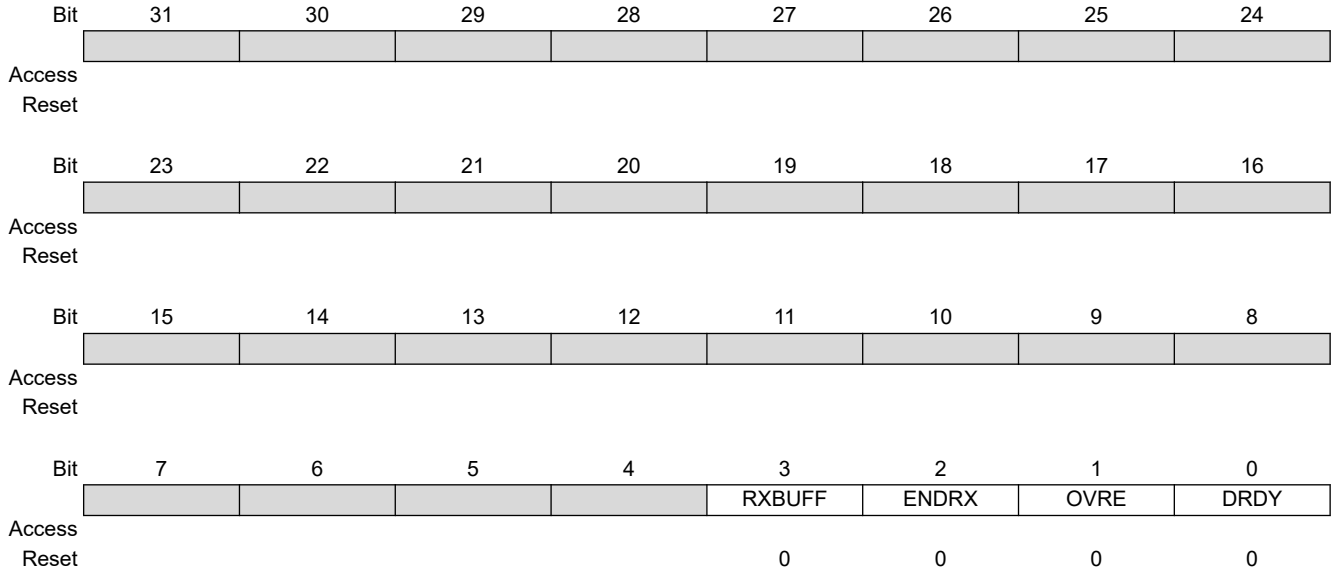 Bit 31 30 29 28 27 26 25 24
Access
Reset
Bit 23 22 21 20 19 18 17 16
Access
Reset
Bit 15 14 13 12 11 10 9 8
Access
Reset
Bit 7 6 5 4 3 2 1 0
RXBUFF ENDRX OVRE DRDY
Access
Reset 0 0 0 0